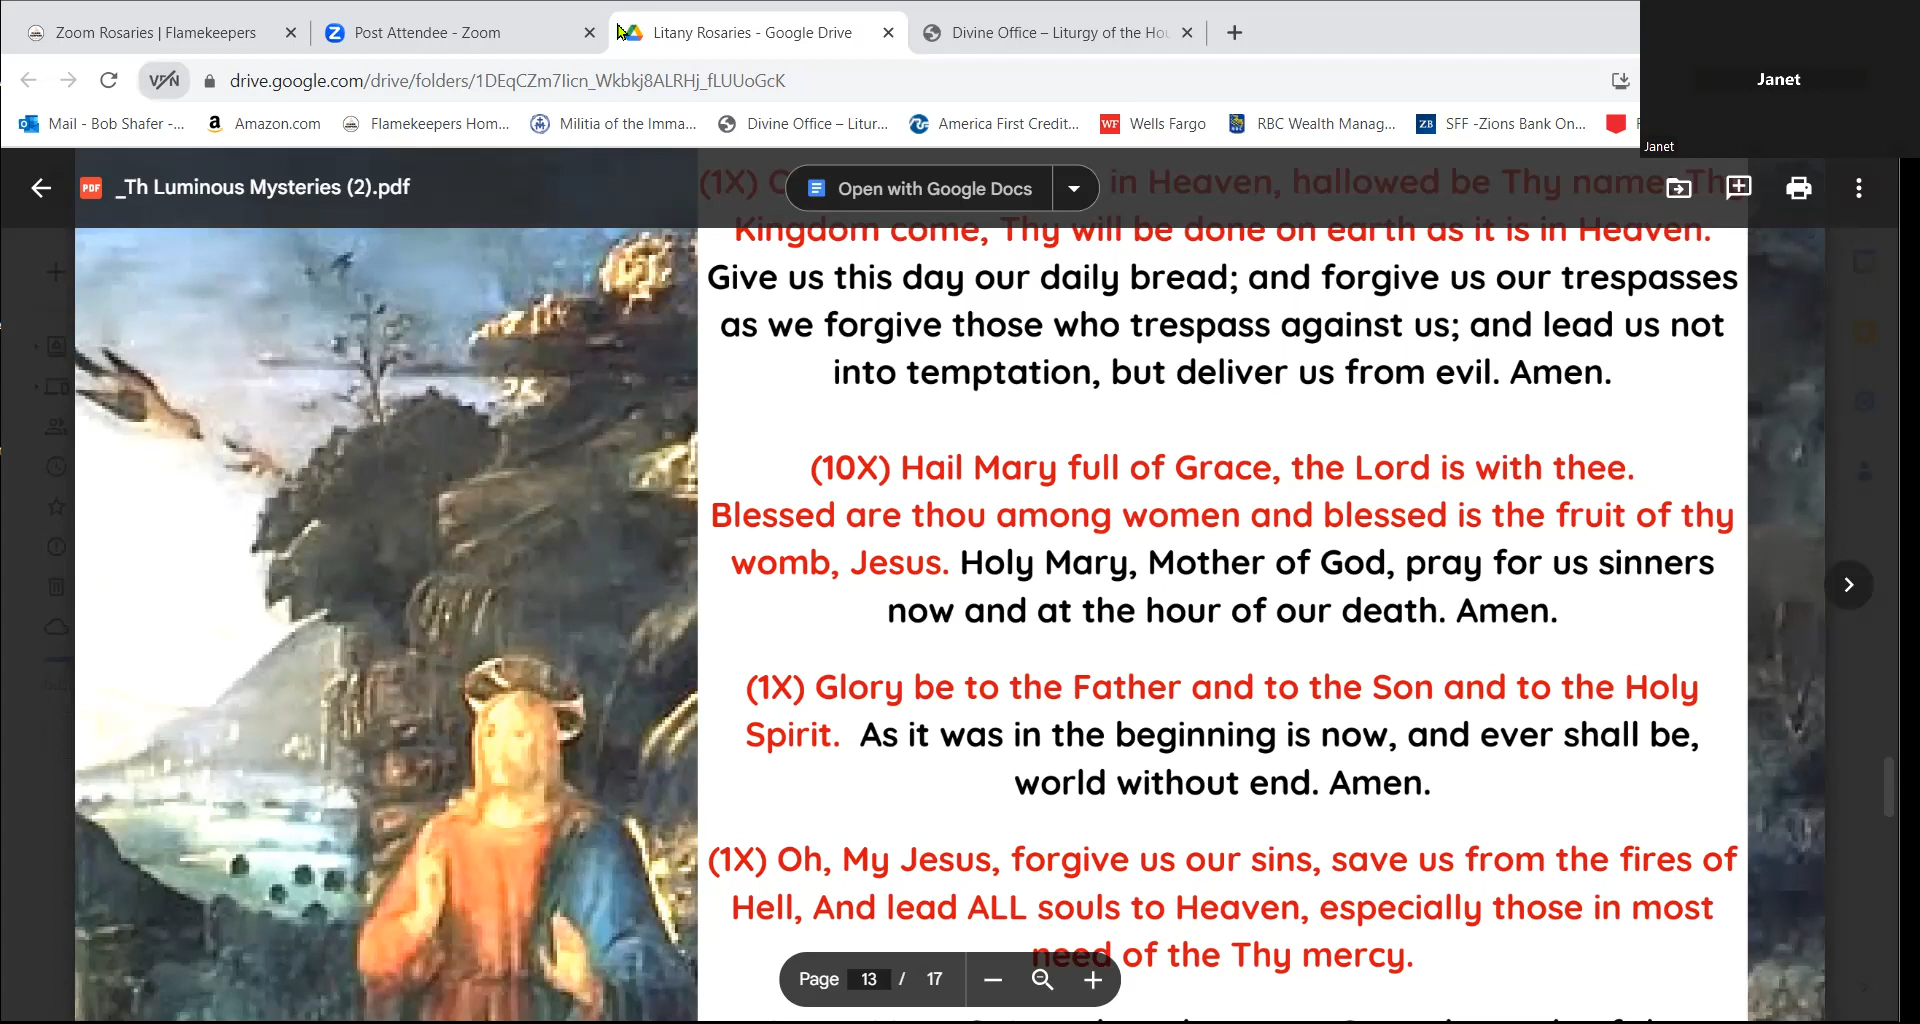 Zoom Rosaries | Flamekeepers
Post Attendee - Zoom
Litany Rosaries - Google Drive
Divine Office – Liturgy of the Hou
VPN
drive.google.com/drive/folders/1DEqCZm7Iicn_Wkbkj8ALRHj_fLUUoGcK
Janet
Mail - Bob Shafer -...
Amazon.com
Flamekeepers Hom...
Militia of the Imma...
Divine Office – Litur...
America First Credit...
WF Wells Fargo
RBC Wealth Manag...
ZB SFF -Zions Bank On...
Janet
PDF _Th Luminous Mysteries (2).pdf
Open with Google Docs
(1X) in Heaven, hallowed be Thy name, Thy
Kingdom come, Thy will be done on earth as it is in Heaven.
Give us this day our daily bread; and forgive us our trespasses
as we forgive those who trespass against us; and lead us not
into temptation, but deliver us from evil. Amen.
(10X) Hail Mary full of Grace, the Lord is with thee.
Blessed are thou among women and blessed is the fruit of thy
womb, Jesus. Holy Mary, Mother of God, pray for us sinners
now and at the hour of our death. Amen.
(1X) Glory be to the Father and to the Son and to the Holy
Spirit. As it was in the beginning is now, and ever shall be,
world without end. Amen.
(1X) Oh, My Jesus, forgive us our sins, save us from the fires of
Hell, And lead ALL souls to Heaven, especially those in most
need of the Thy mercy.
Page 13 / 17